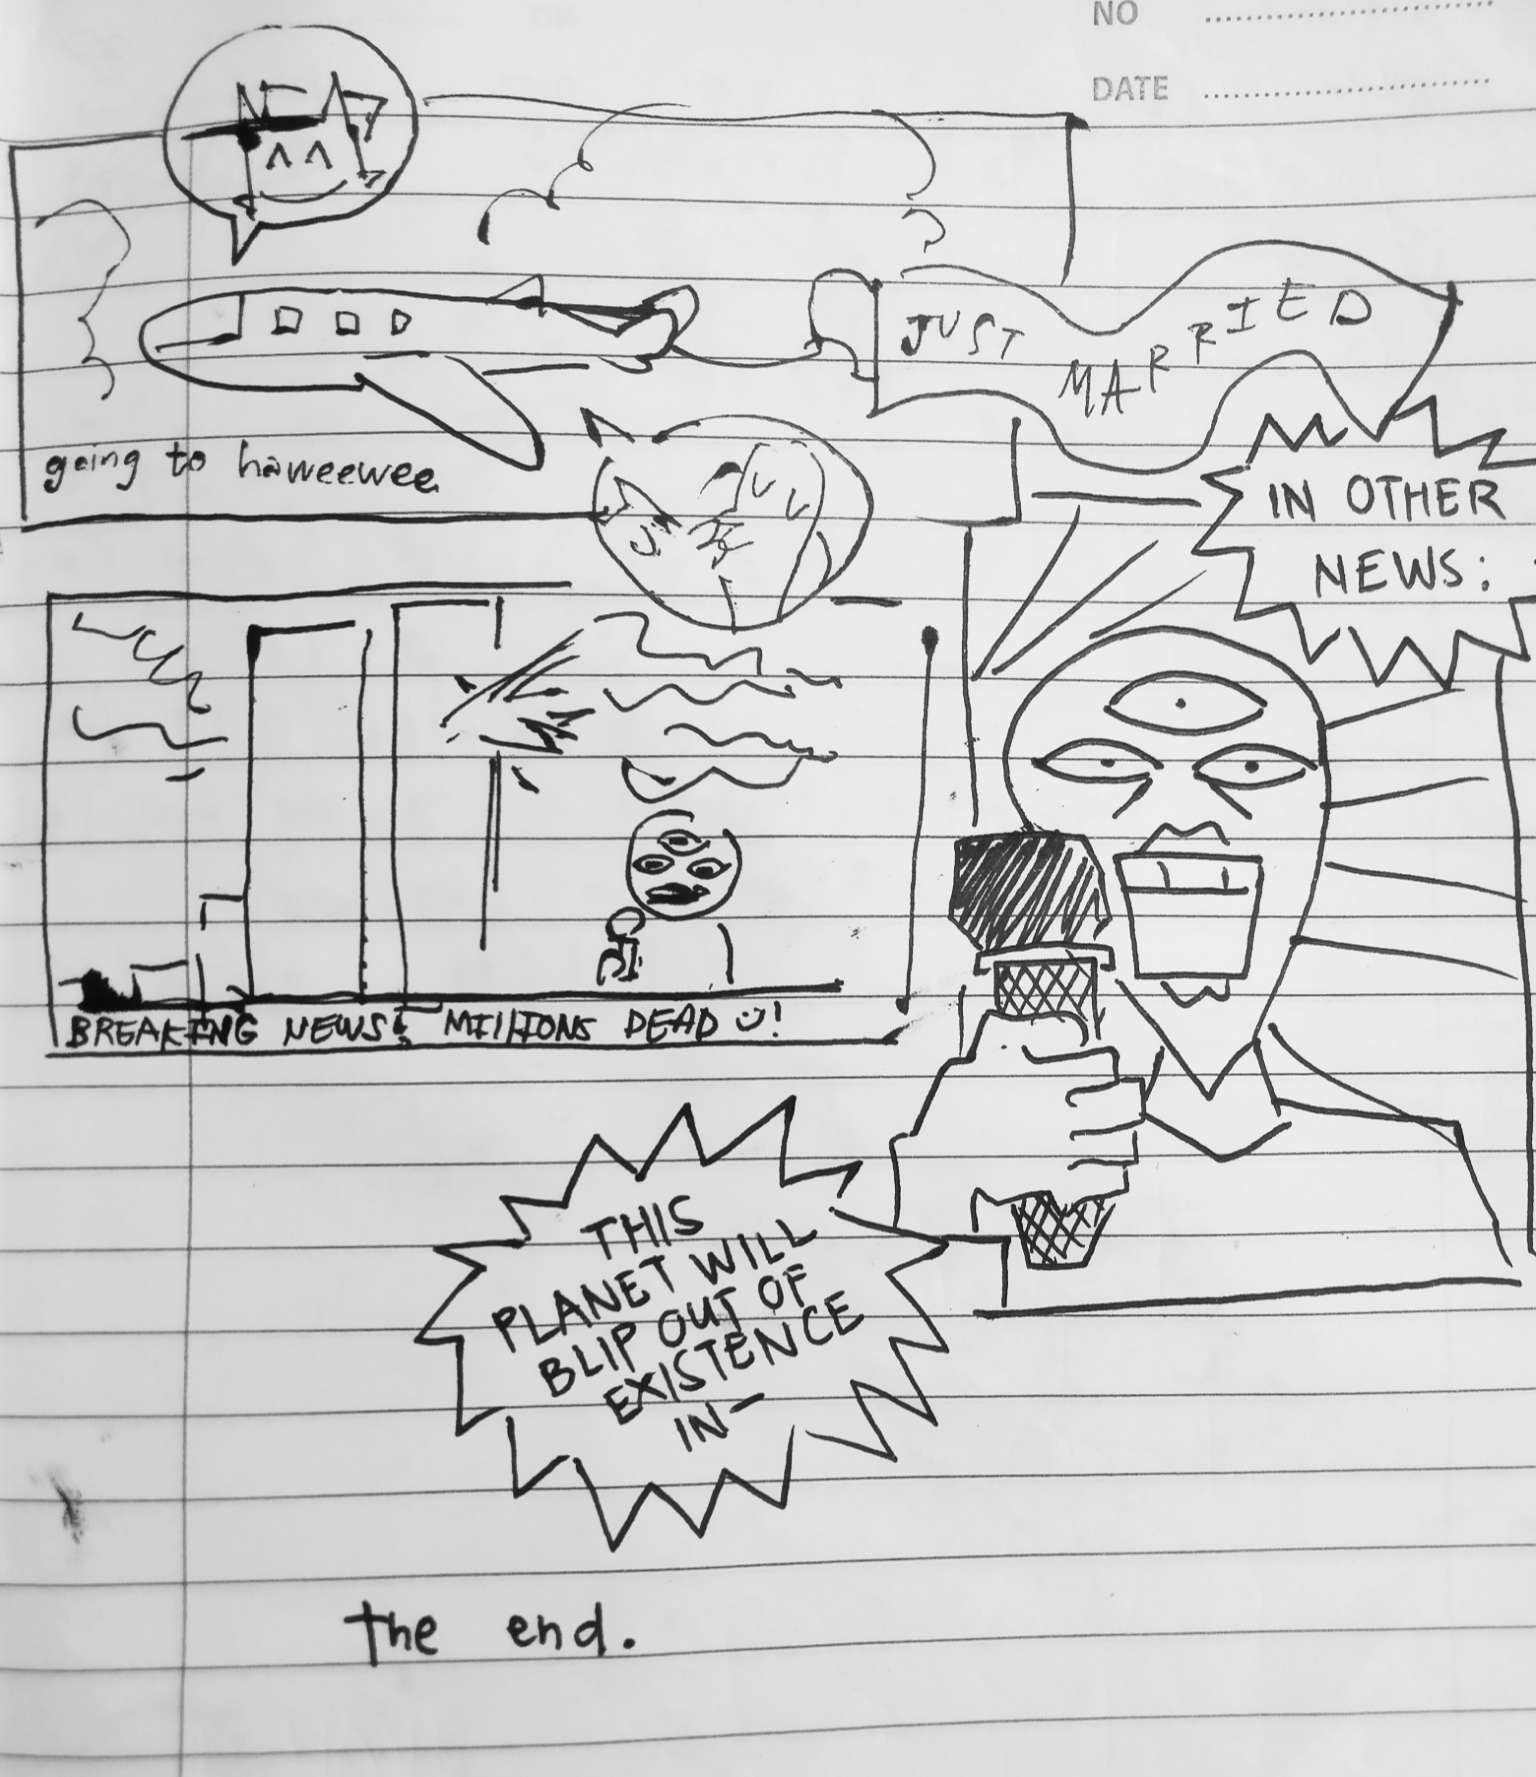 NO
DATE
JUST MARRIED
going to haweewee
IN OTHER
NEWS:
BREAKING NEWS: MILLIONS DEAD !
THIS
PLANET WILL
BLIP OUT OF
EXISTENCE
IN—
the end.